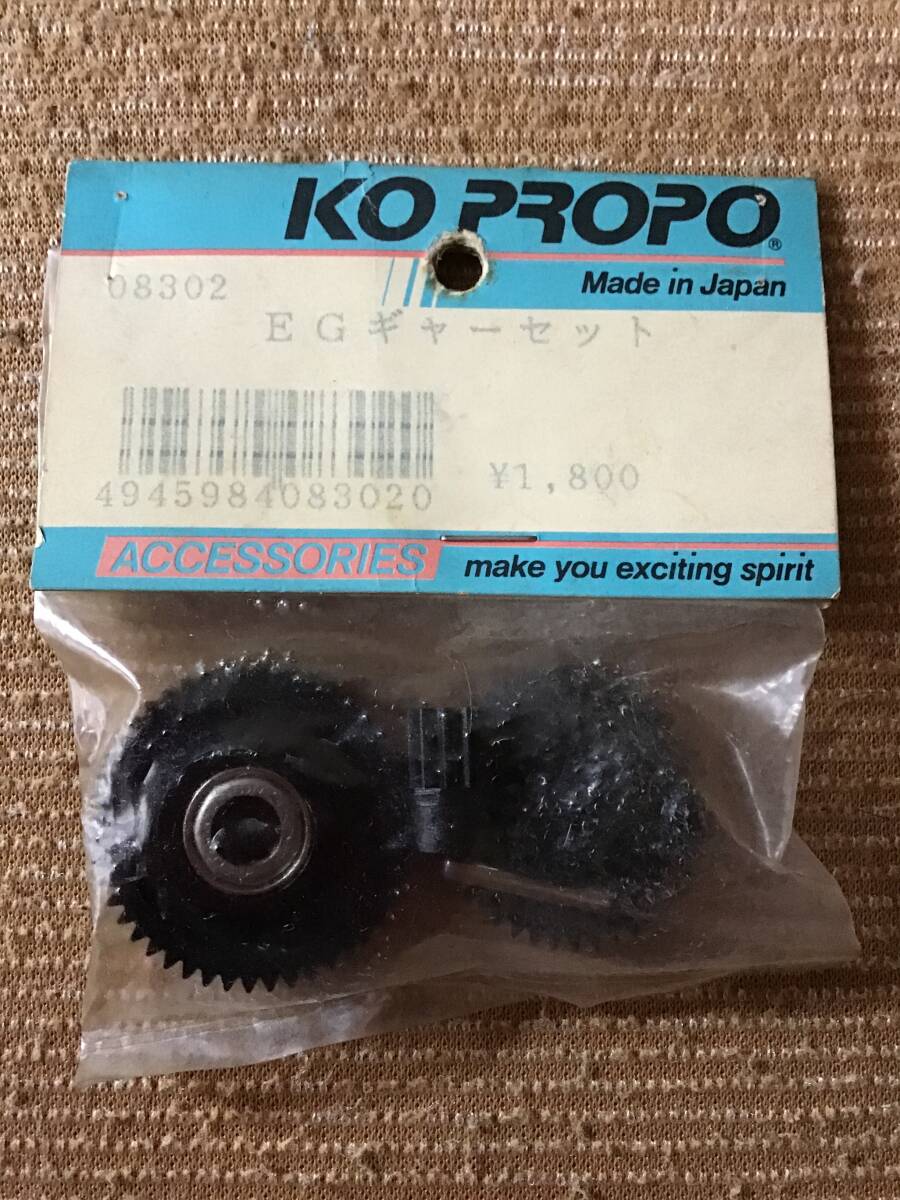 KO PROPO®
Made in Japan
08302
EGギャーセット
4945984083020
¥1,800
ACCESSORIES
make you exciting spirit